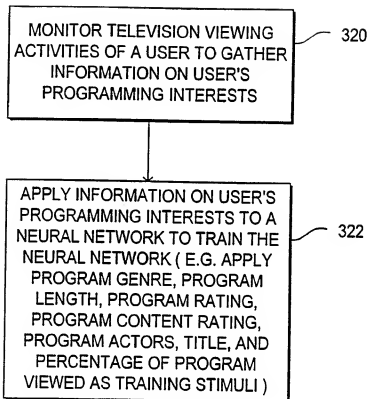 MONITOR TELEVISION VIEWING
ACTIVITIES OF A USER TO GATHER
INFORMATION ON USER'S
PROGRAMMING INTERESTS
320
APPLY INFORMATION ON USER'S
PROGRAMMING INTERESTS TO A
NEURAL NETWORK TO TRAIN THE
NEURAL NETWORK ( E.G. APPLY
PROGRAM GENRE, PROGRAM
LENGTH, PROGRAM RATING,
PROGRAM CONTENT RATING,
PROGRAM ACTORS, TITLE, AND
PERCENTAGE OF PROGRAM
VIEWED AS TRAINING STIMULI )
322